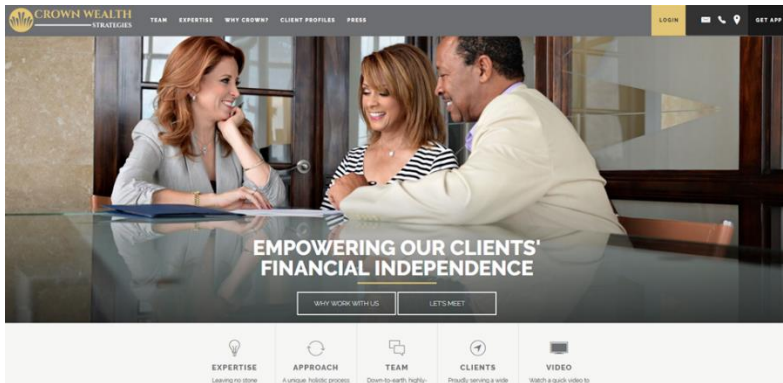 CROWN WEALTH
STRATEGIES
TEAM EXPERTISE WHY CROWN? CLIENT PROFILES PRESS
LOGIN
GET APP
EMPOWERING OUR CLIENTS'
FINANCIAL INDEPENDENCE
WHY WORK WITH US
LET'S MEET
EXPERTISE APPROACH TEAM CLIENTS VIDEO
Leaving no stone A unique, holistic process Down-to-earth, highly- Proudly serving a wide Watch a quick video to